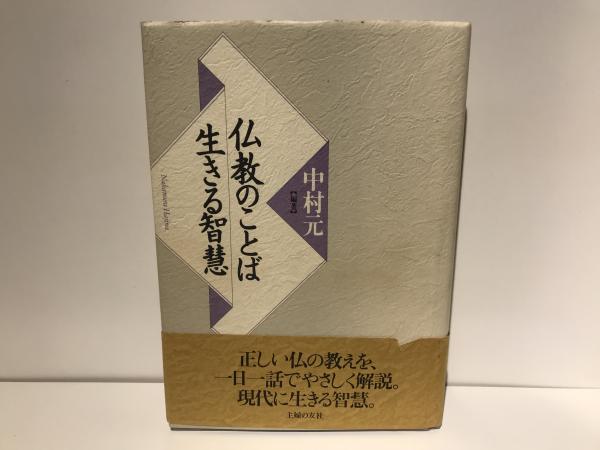 仏教のことば
生きる智慧
中村元
【編著】
Nakamura Hajime
正しい仏の教えを、
一日一話でやさしく解説。
現代に生きる智慧。
主婦の友社